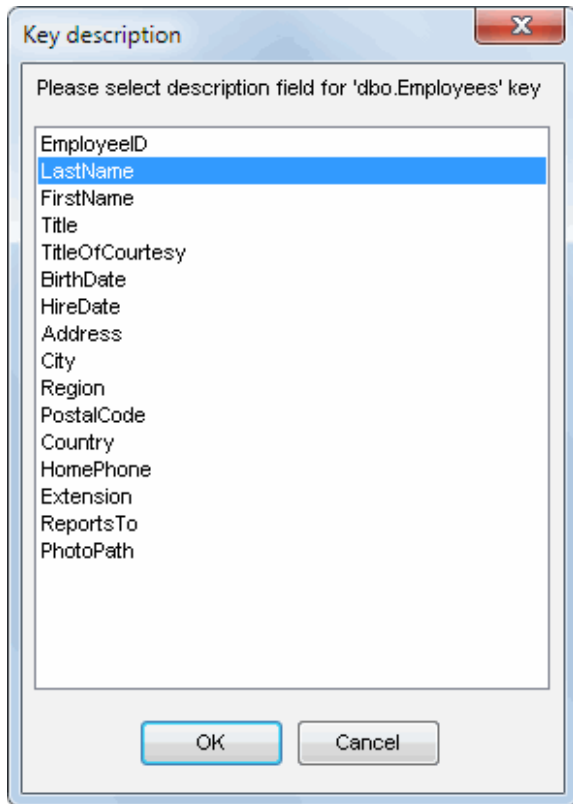 Key description
Please select description field for 'dbo.Employees' key
EmployeeID
LastName
FirstName
Title
TitleOfCourtesy
BirthDate
HireDate
Address
City
Region
PostalCode
Country
HomePhone
Extension
ReportsTo
PhotoPath
OK
Cancel